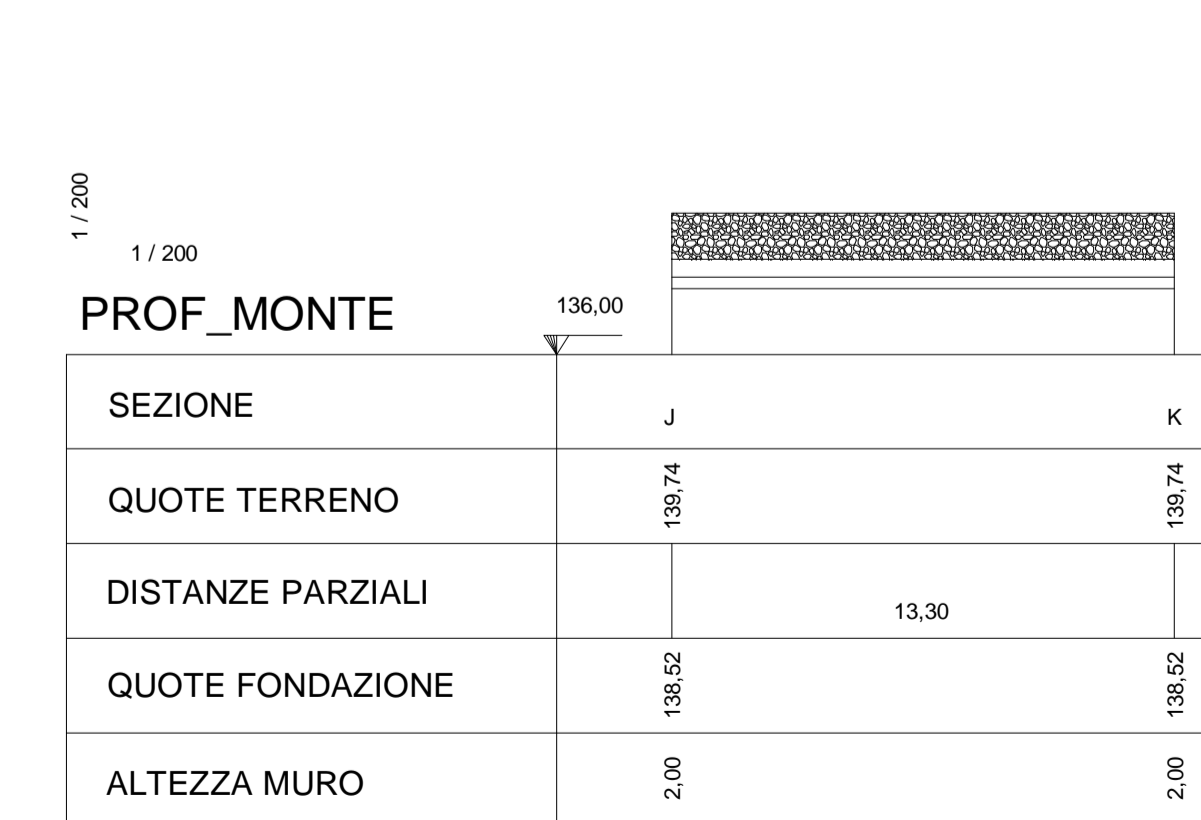 1 / 200
1 / 200
PROF_MONTE
136,00
SEZIONE
J
K
QUOTE TERRENO
139,74
139,74
DISTANZE PARZIALI
13,30
QUOTE FONDAZIONE
138,52
138,52
ALTEZZA MURO
2,00
2,00